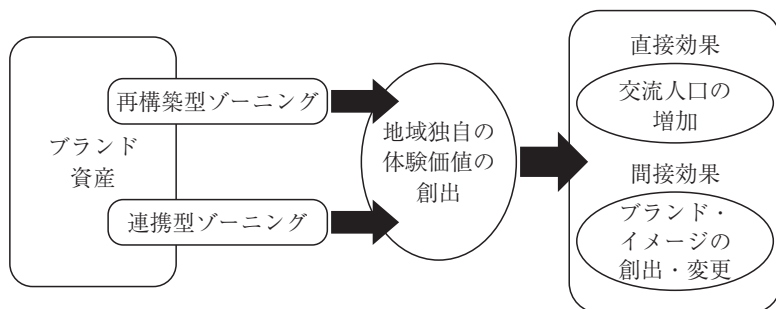 ブランド
資産
再構築型ゾーニング
連携型ゾーニング
地域独自の
体験価値の
創出
直接効果
交流人口の
増加
間接効果
ブランド・
イメージの
創出・変更